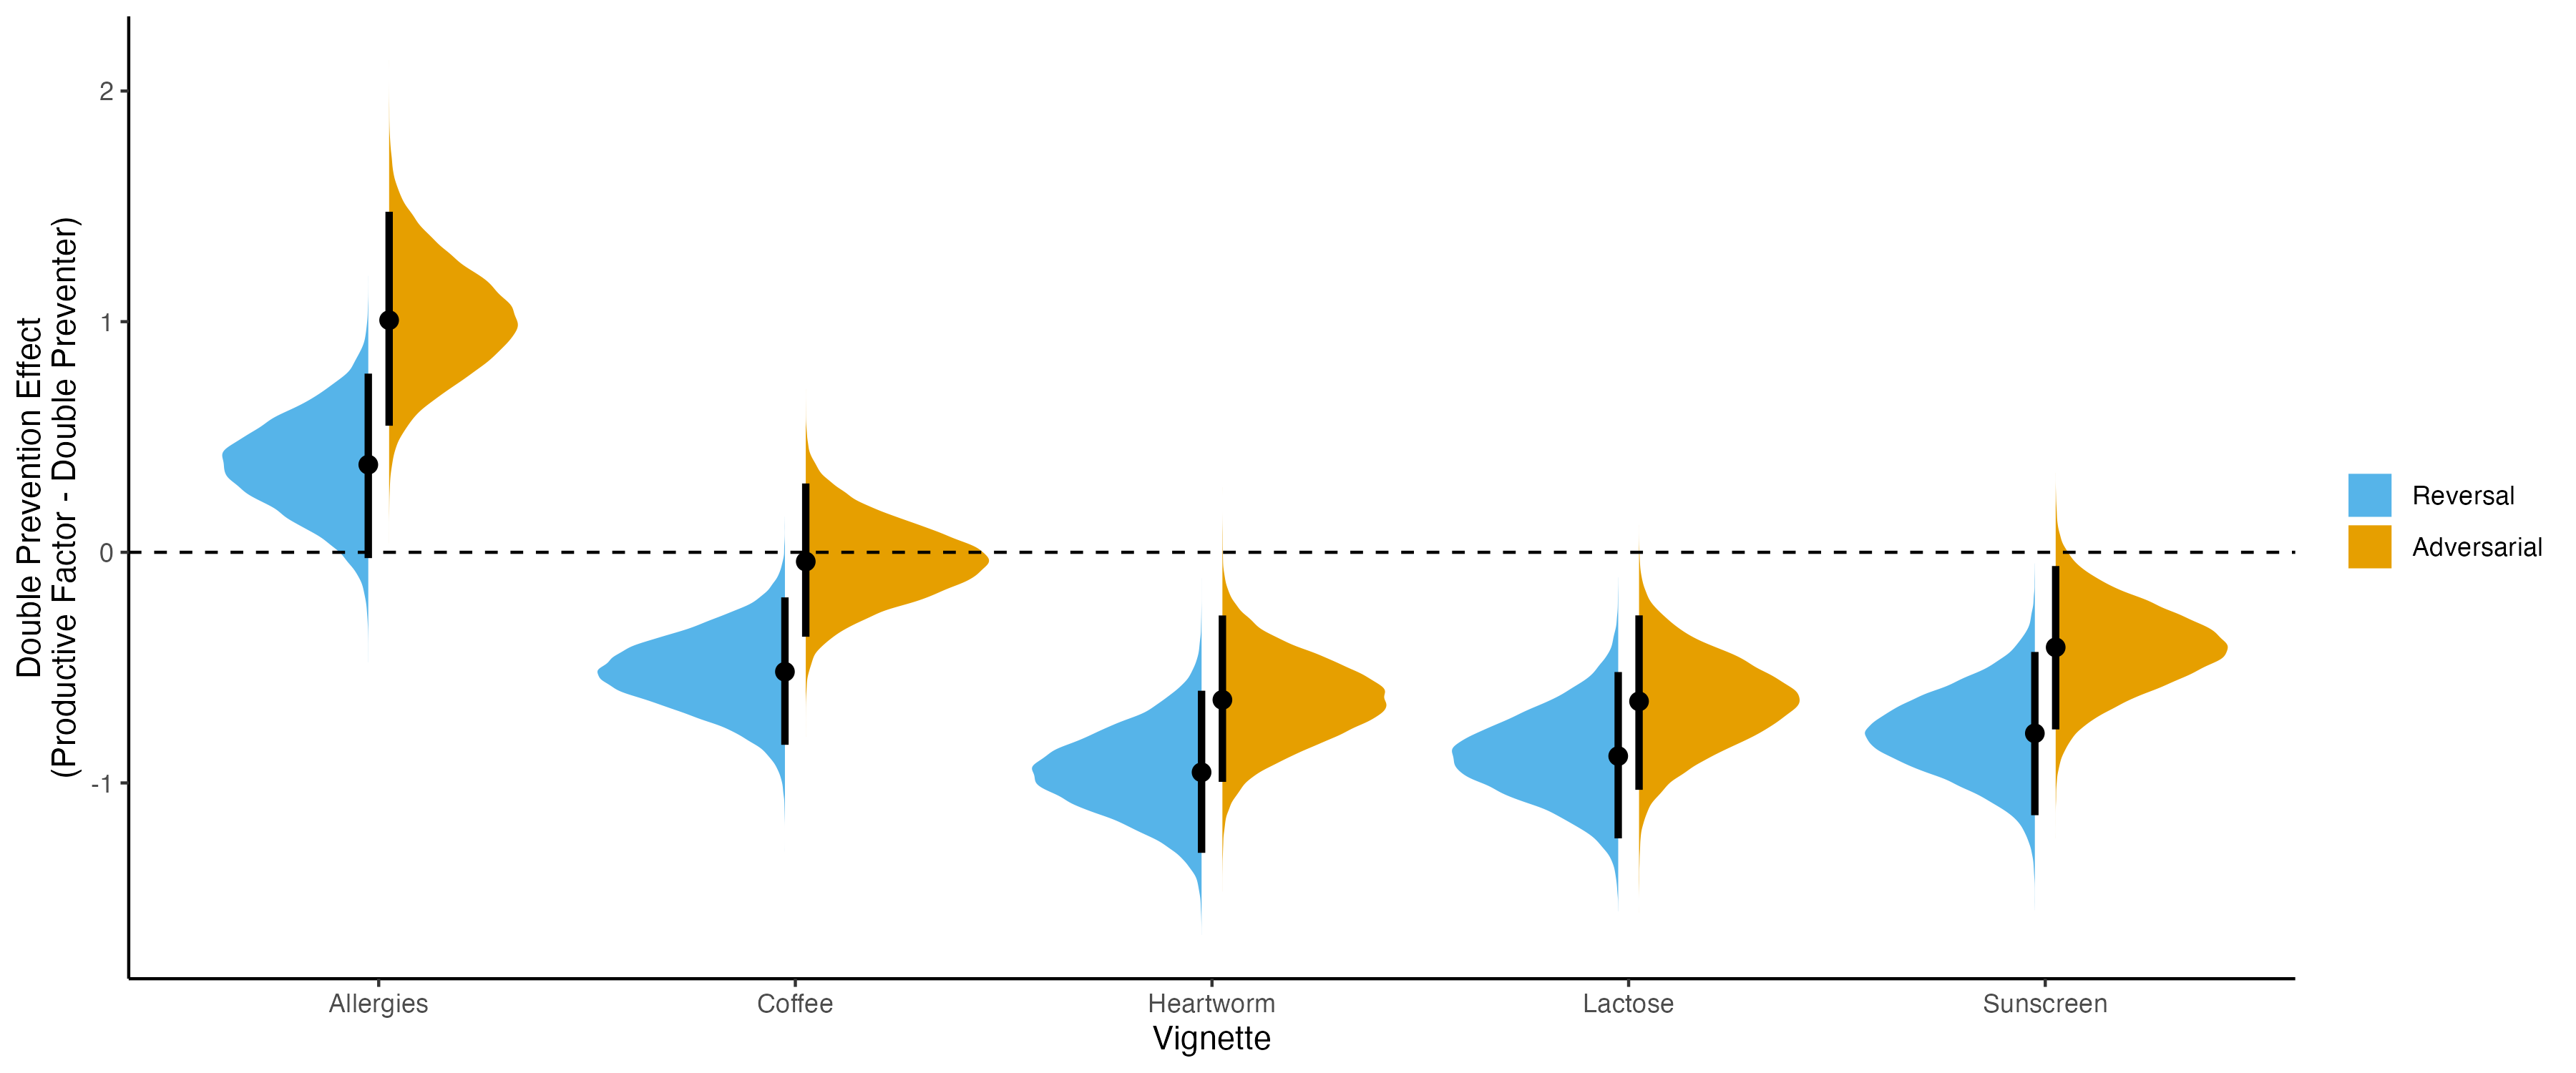 Double Prevention Effect
(Productive Factor - Double Preventer)
2
1
0
-1
Allergies
Coffee
Heartworm
Lactose
Sunscreen
Vignette
Reversal
Adversarial